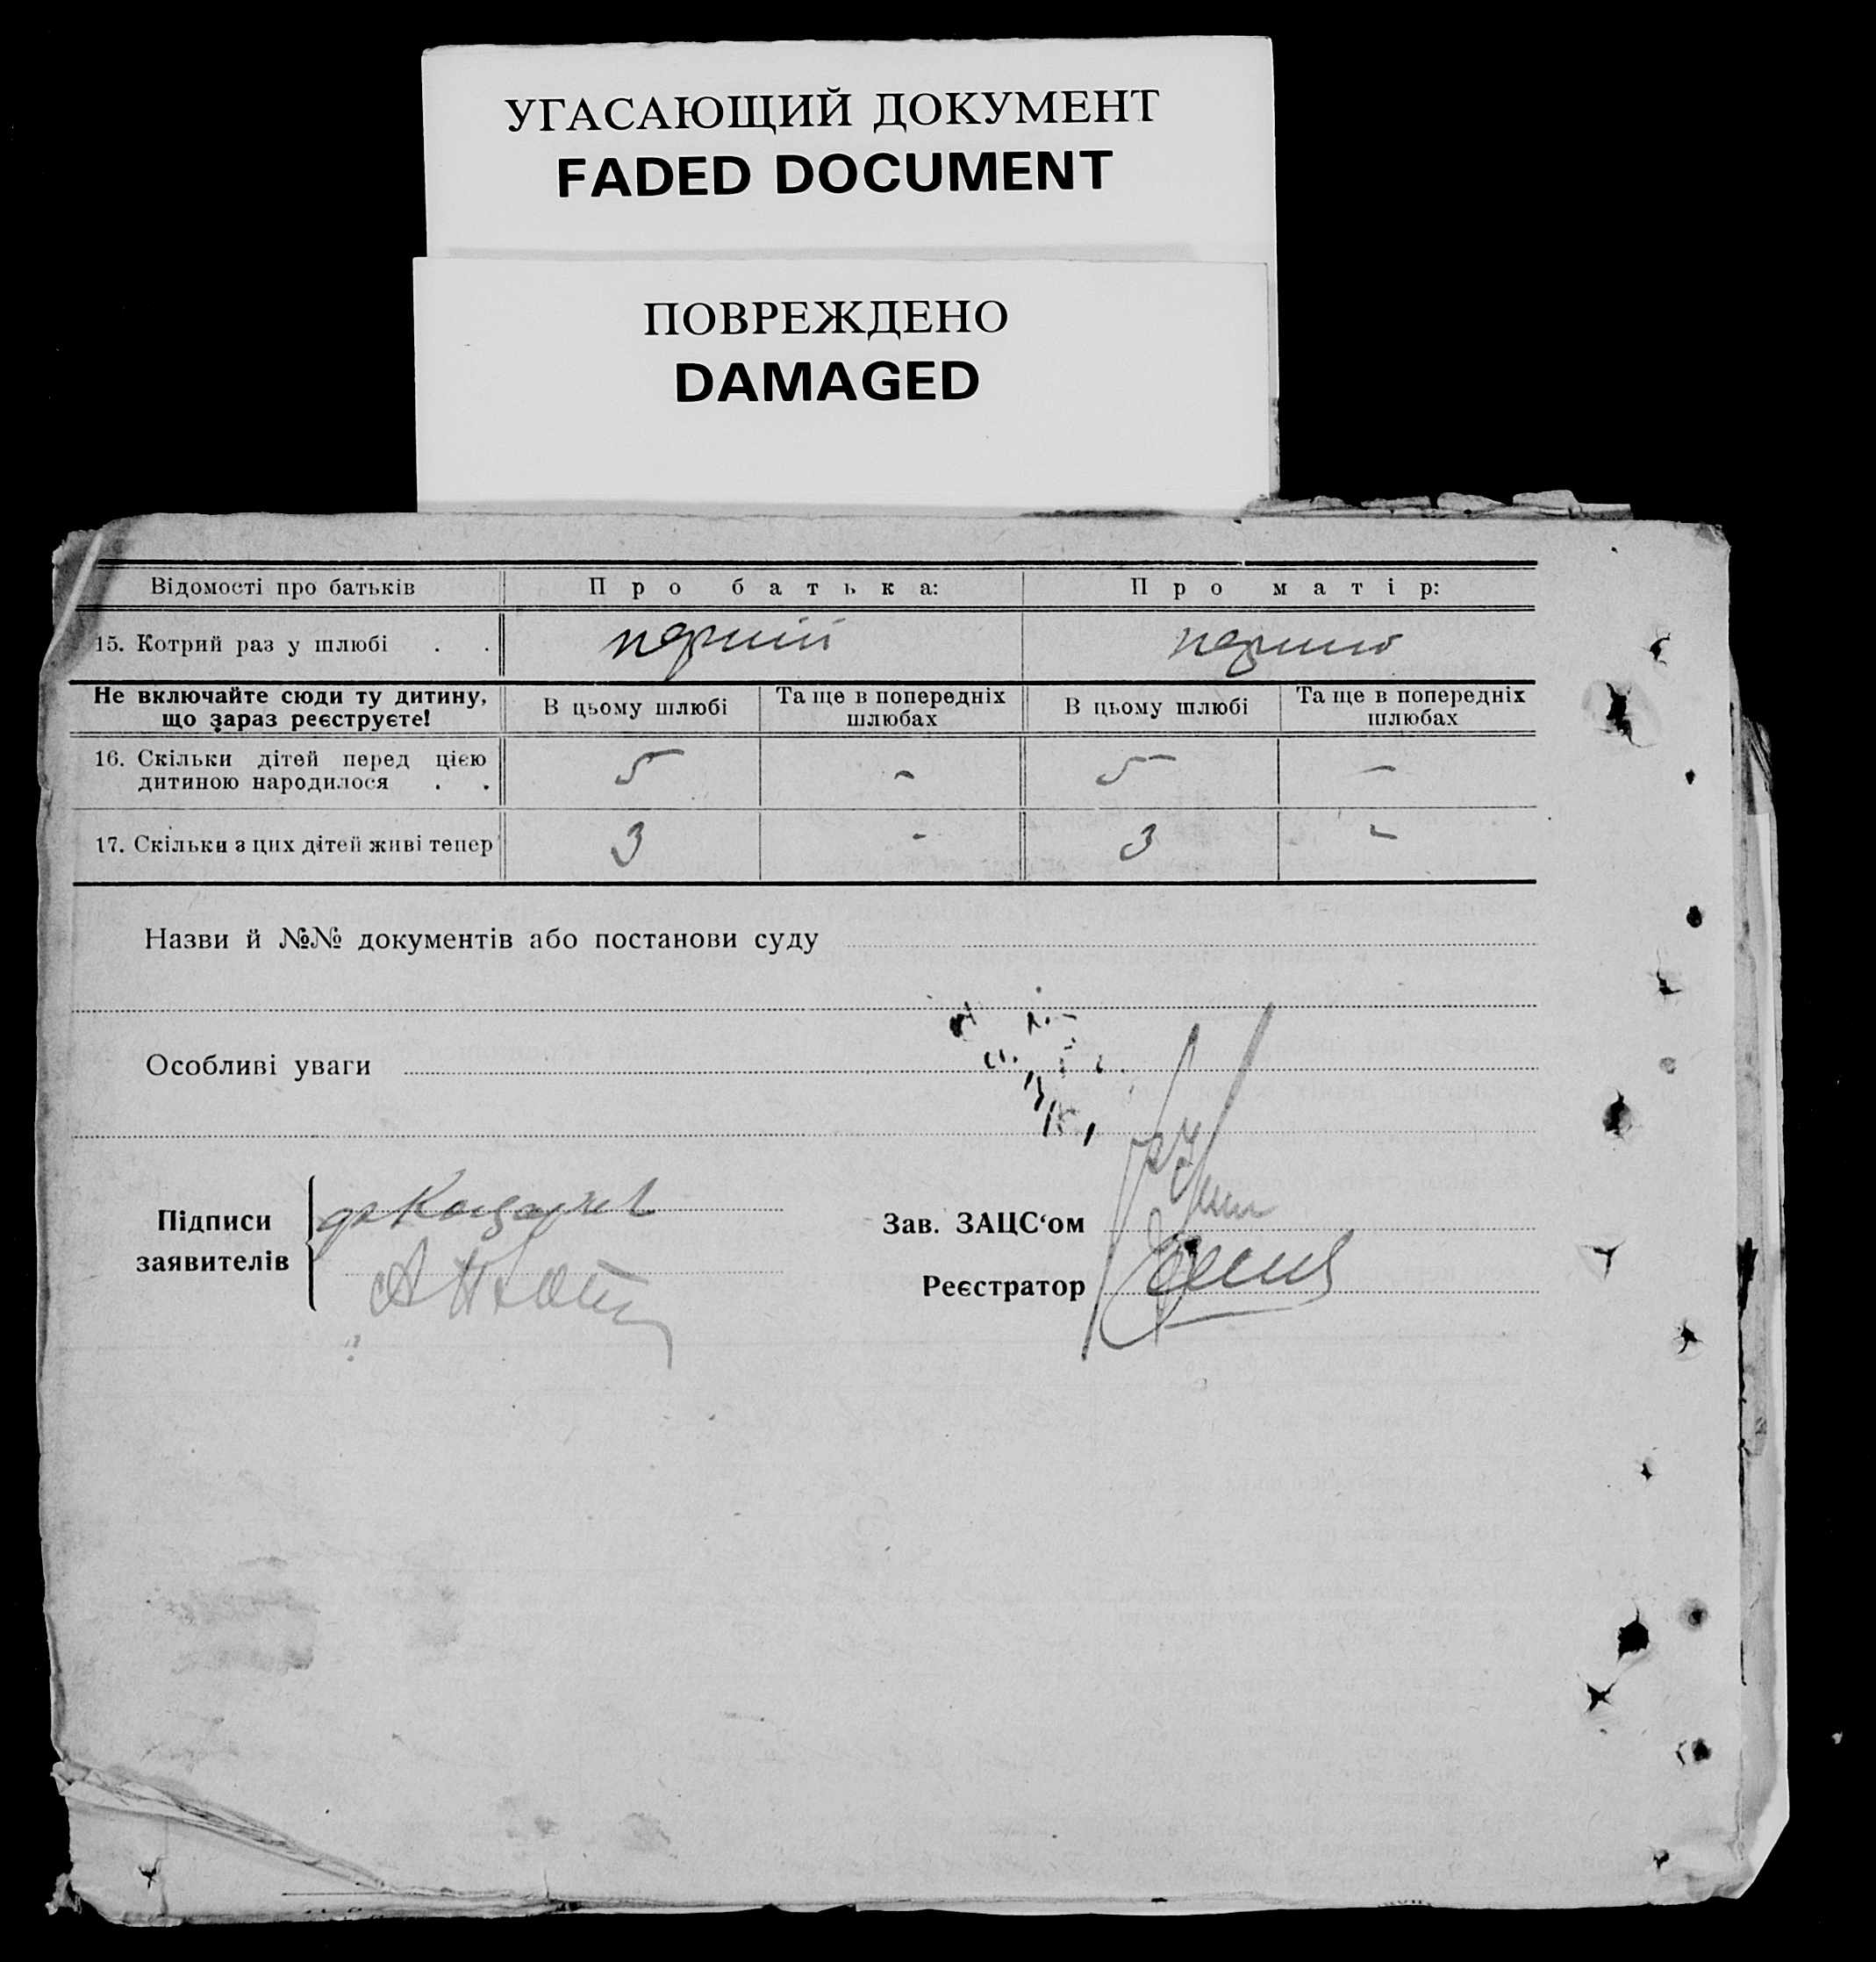 УГАСАЮЩИЙ ДОКУМЕНТ
FADED DOCUMENT
ПОВРЕЖДЕНО
DAMAGED
Відомості про батьків Про батька: Про матір:
15. Котрий раз у шлюбі . . перший
Не включайте сюди ту дитину, що зараз реєструєте! В цьому шлюбі Та ще в попередніх шлюбах В цьому шлюбі Та ще в попередніх шлюбах
16. Скільки дітей перед цією дитиною народилося . . 5 - 5 -
17. Скільки з цих дітей живі тепер 3 - 3 -
Назви й №№ документів або постанови суду
Особливі уваги
Підписи заявителів
Зав. ЗАЦС‘ом
Реєстратор